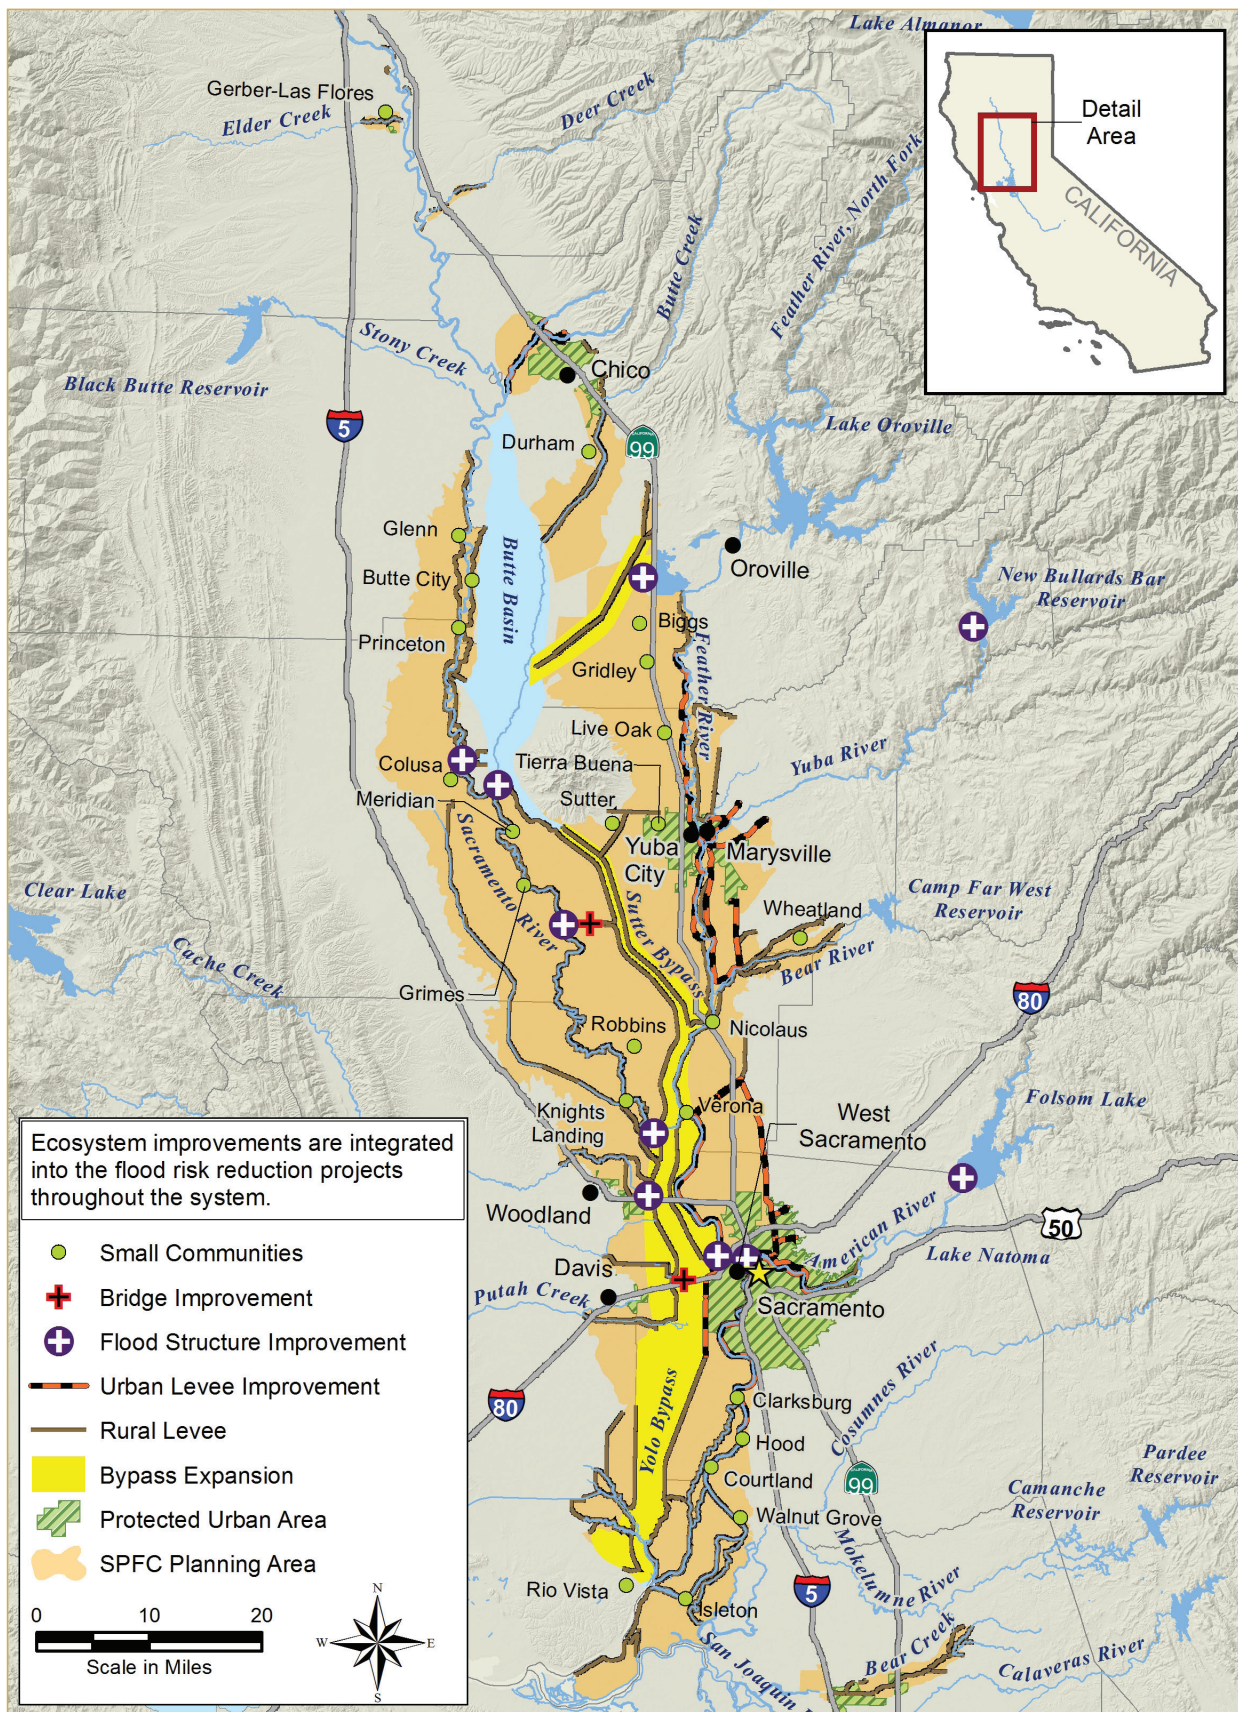 Lake Almanor
Gerber-Las Flores
Elder Creek
Deer Creek
Detail
Area
CALIFORNIA
Feather River, North Fork
Butte Creek
Stony Creek
Black Butte Reservoir
Chico
5
Lake Oroville
99
Durham
Glenn
Butte City
Butte Basin
Oroville
New Bullards Bar
Reservoir
Princeton
Biggs
Gridley
Feather River
Live Oak
Colusa
Tierra Buena
Yuba River
Meridian
Sutter
Yuba
City
Marysville
Sacramento River
Clear Lake
Sutter Bypass
Camp Far West
Reservoir
Wheatland
Cache Creek
Bear River
Grimes
80
Robbins
Nicolaus
Folsom Lake
Knights
Landing
Verona
West
Sacramento
Woodland
American River
50
Lake Natoma
Davis
Putah Creek
Sacramento
Cosumnes River
80
Yolo Bypass
Clarksburg
Hood
Courtland
CALIFORNIA
99
Pardee
Reservoir
Camanche
Reservoir
Walnut Grove
Mokelumne River
Rio Vista
5
Isleton
San Joaquin
Bear Creek
Calaveras River
Ecosystem improvements are integrated
into the flood risk reduction projects
throughout the system.
Small Communities
Bridge Improvement
Flood Structure Improvement
Urban Levee Improvement
Rural Levee
Bypass Expansion
Protected Urban Area
SPFC Planning Area
0 10 20
Scale in Miles
N
W E
S